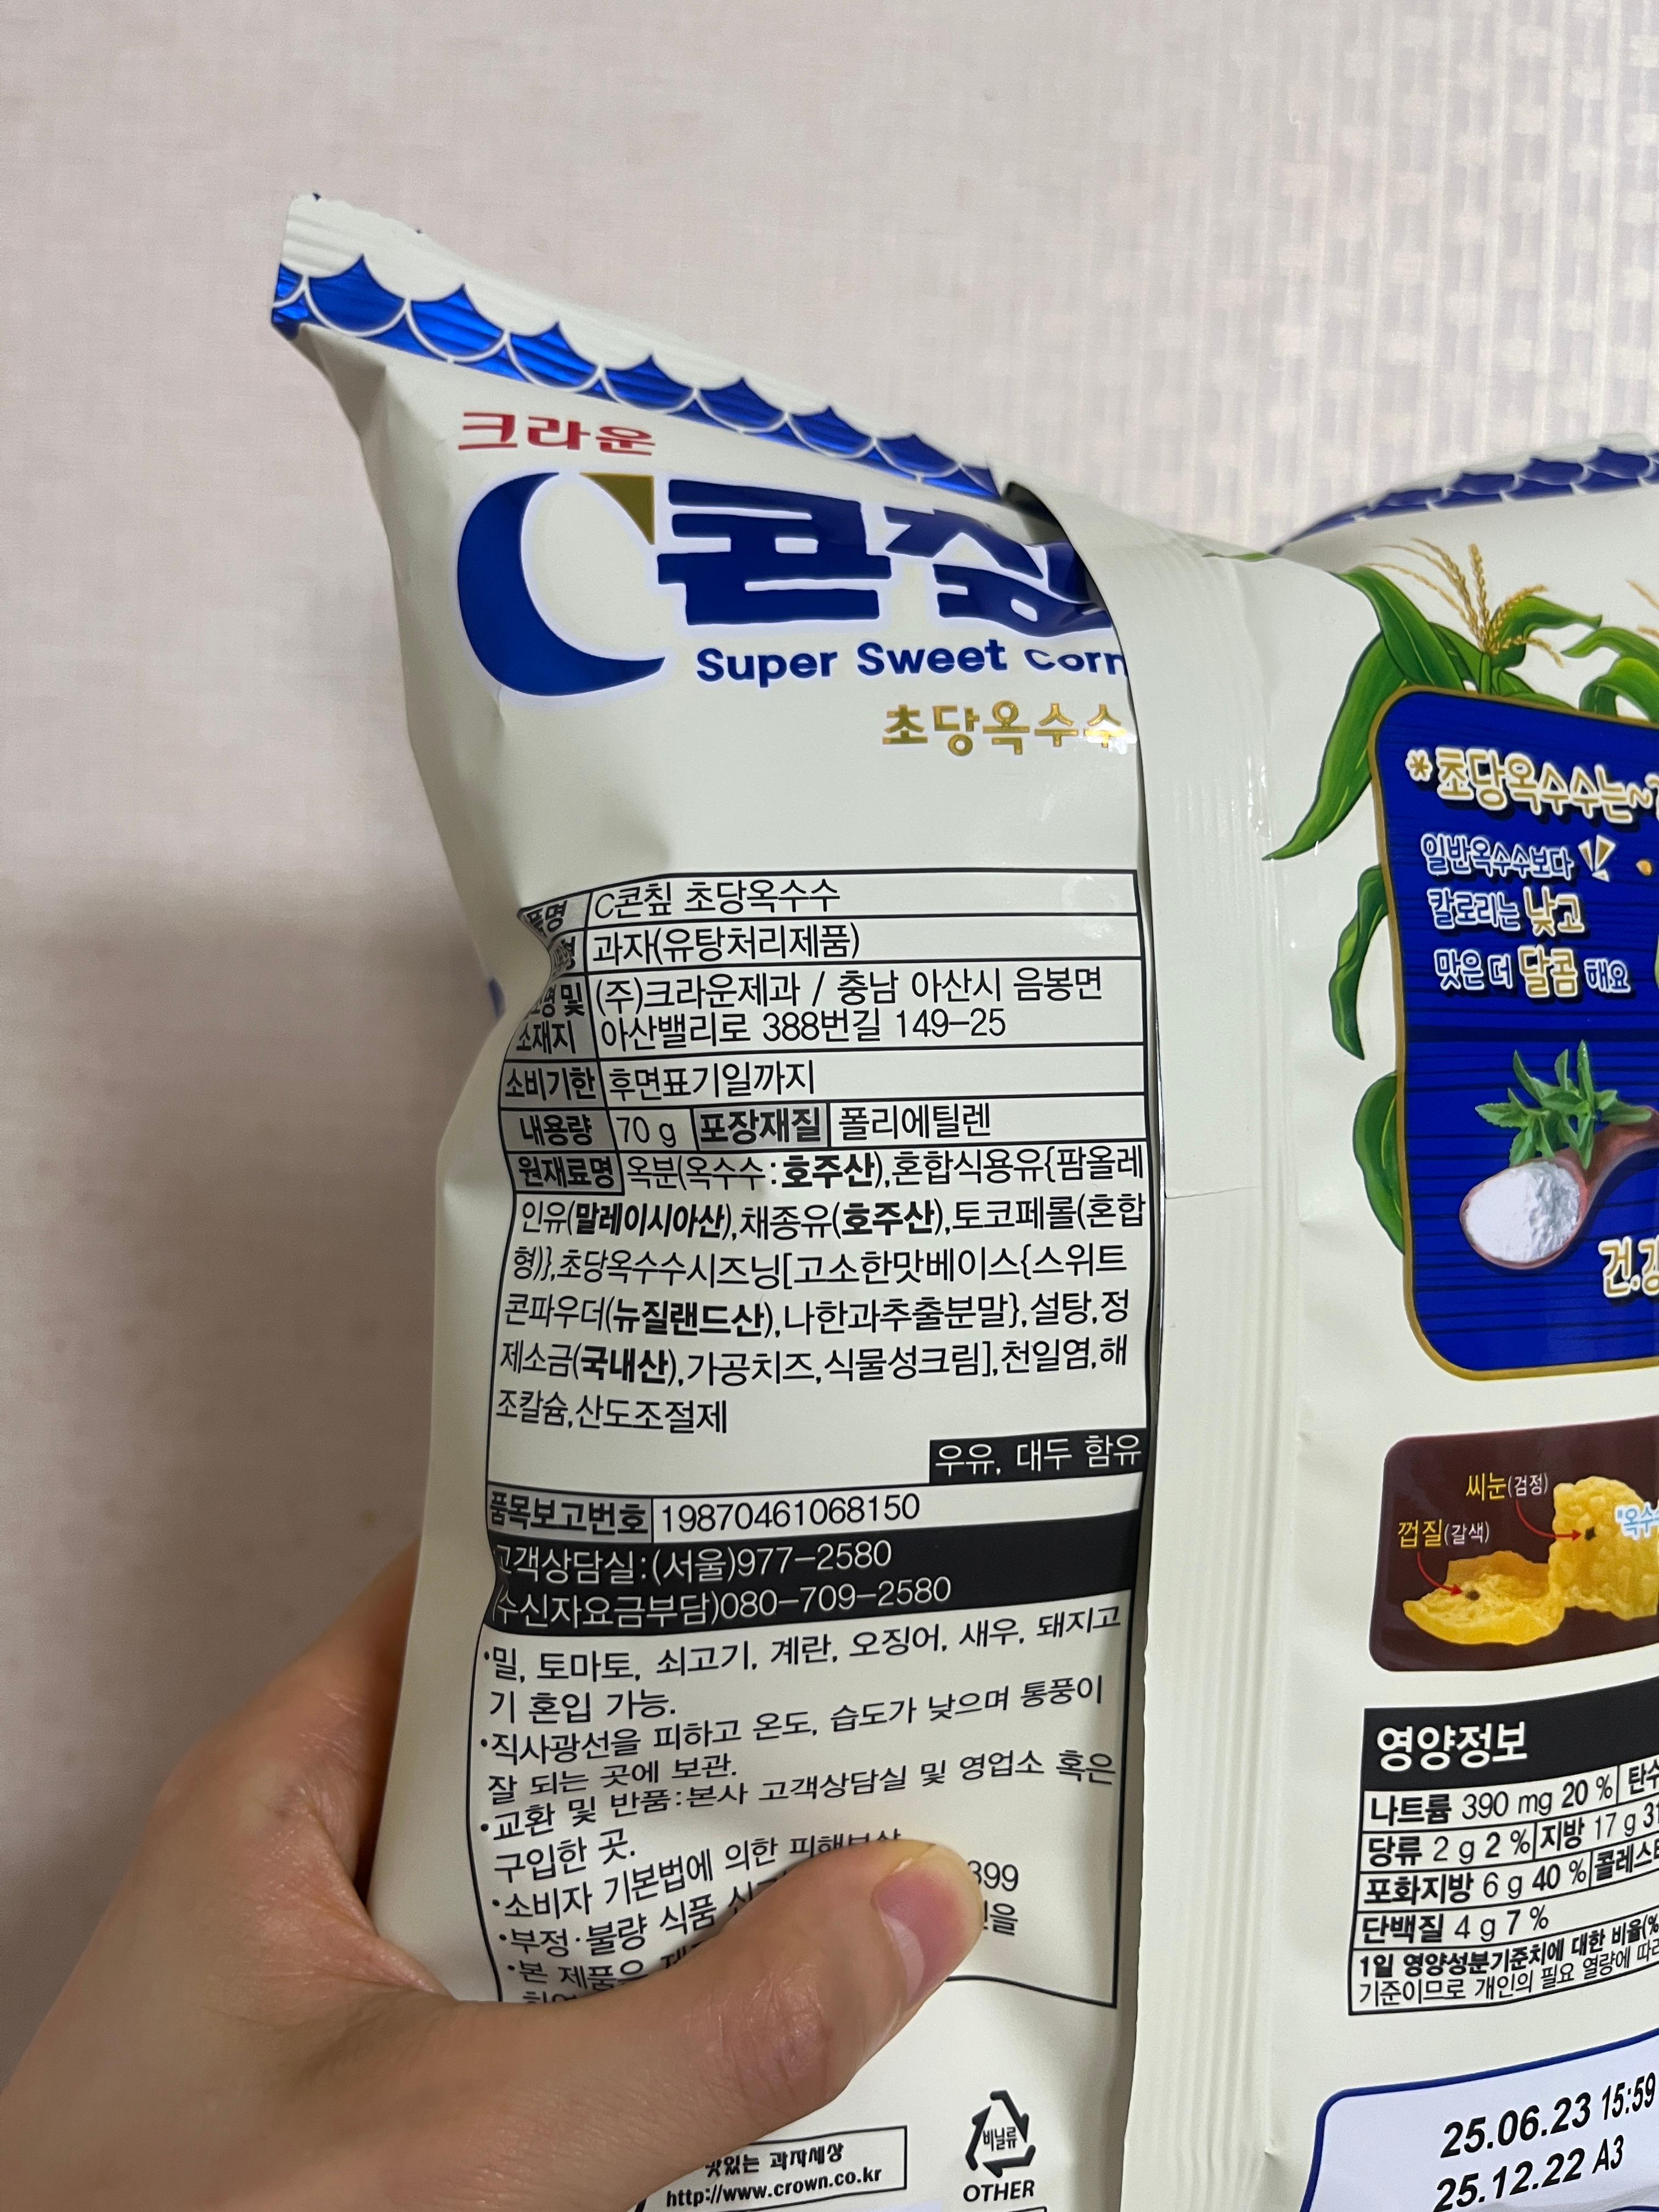 크라운
C콘칲
Super Sweet Corn
초당옥수수
C콘칲 초당옥수수
과자(유탕처리제품)
(주)크라운제과 / 충남 아산시 음봉면
소재지 아산밸리로 388번길 149-25
소비기한 후면표기일까지
내용량 70 g 포장재질 폴리에틸렌
원재료명 옥분(옥수수:호주산),혼합식용유{팜올레
인유(말레이시아산),채종유(호주산),토코페롤(혼합
형)},초당옥수수시즈닝[고소한맛베이스{스위트
콘파우더(뉴질랜드산),나한과추출분말},설탕,정
제소금(국내산),가공치즈,식물성크림],천일염,해
조칼슘,산도조절제
우유, 대두 함유
품목보고번호 19870461068150
고객상담실:(서울)977-2580
(수신자요금부담)080-709-2580
•밀, 토마토, 쇠고기, 계란, 오징어, 새우, 돼지고
기 혼입 가능.
•직사광선을 피하고 온도, 습도가 낮으며 통풍이
잘 되는 곳에 보관.
•교환 및 반품:본사 고객상담실 및 영업소 혹은
구입한 곳.
•소비자 기본법에 의한 피해보상
•부정·불량 식품
•본 제품은
맛있는 과자세상
http://www.crown.co.kr
비닐류
OTHER
*초당옥수수는~
일반옥수수보다
칼로리는 낮고
맛은 더 달콤 해요
씨눈(검정)
껍질(갈색)
영양정보
나트륨 390 mg 20 %
당류 2 g 2 % 지방 17 g
포화지방 6 g 40 %
단백질 4 g 7 %
1일 영양성분기준치에 대한
기준이므로 개인의 필요 열량에
25.06.23 15:59
25.12.22 A3